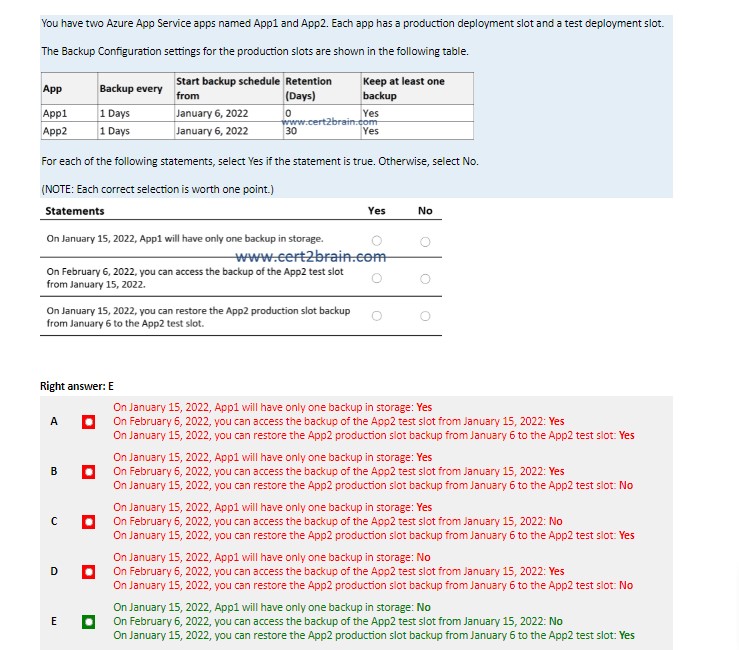 You have two Azure App Service apps named App1 and App2. Each app has a production deployment slot and a test deployment slot.
The Backup Configuration settings for the production slots are shown in the following table.
App Backup every Start backup schedule from Retention (Days) Keep at least one backup
App1 1 Days January 6, 2022 0 Yes
www.cert2brain.com
App2 1 Days January 6, 2022 30 Yes
For each of the following statements, select Yes if the statement is true. Otherwise, select No.
(NOTE: Each correct selection is worth one point.)
Statements Yes No
On January 15, 2022, App1 will have only one backup in storage.
www.cert2brain.com
On February 6, 2022, you can access the backup of the App2 test slot
from January 15, 2022.
On January 15, 2022, you can restore the App2 production slot backup
from January 6 to the App2 test slot.
Right answer: E
On January 15, 2022, App1 will have only one backup in storage: Yes
A On February 6, 2022, you can access the backup of the App2 test slot from January 15, 2022: Yes
On January 15, 2022, you can restore the App2 production slot backup from January 6 to the App2 test slot: Yes
On January 15, 2022, App1 will have only one backup in storage: Yes
B On February 6, 2022, you can access the backup of the App2 test slot from January 15, 2022: Yes
On January 15, 2022, you can restore the App2 production slot backup from January 6 to the App2 test slot: No
On January 15, 2022, App1 will have only one backup in storage: Yes
C On February 6, 2022, you can access the backup of the App2 test slot from January 15, 2022: No
On January 15, 2022, you can restore the App2 production slot backup from January 6 to the App2 test slot: Yes
On January 15, 2022, App1 will have only one backup in storage: No
D On February 6, 2022, you can access the backup of the App2 test slot from January 15, 2022: Yes
On January 15, 2022, you can restore the App2 production slot backup from January 6 to the App2 test slot: No
On January 15, 2022, App1 will have only one backup in storage: No
E On February 6, 2022, you can access the backup of the App2 test slot from January 15, 2022: No
On January 15, 2022, you can restore the App2 production slot backup from January 6 to the App2 test slot: Yes